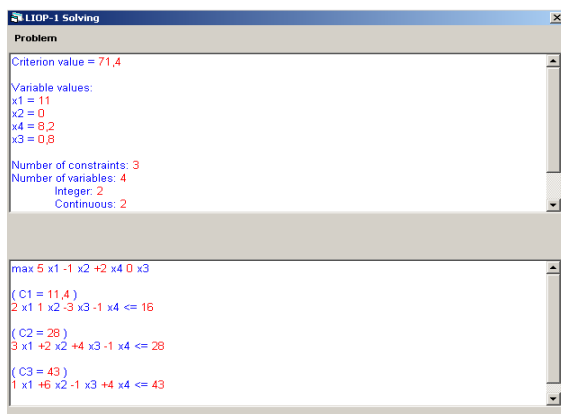 LIOP-1 Solving
Problem
Criterion value = 71,4
Variable values:
x1 = 11
x2 = 0
x4 = 8,2
x3 = 0,8
Number of constraints: 3
Number of variables: 4
Integer: 2
Continuous: 2
max 5 x1 -1 x2 +2 x4 0 x3
( C1 = 11,4 )
2 x1 1 x2 -3 x3 -1 x4 <= 16
( C2 = 28 )
3 x1 +2 x2 +4 x3 -1 x4 <= 28
( C3 = 43 )
1 x1 +6 x2 -1 x3 +4 x4 <= 43